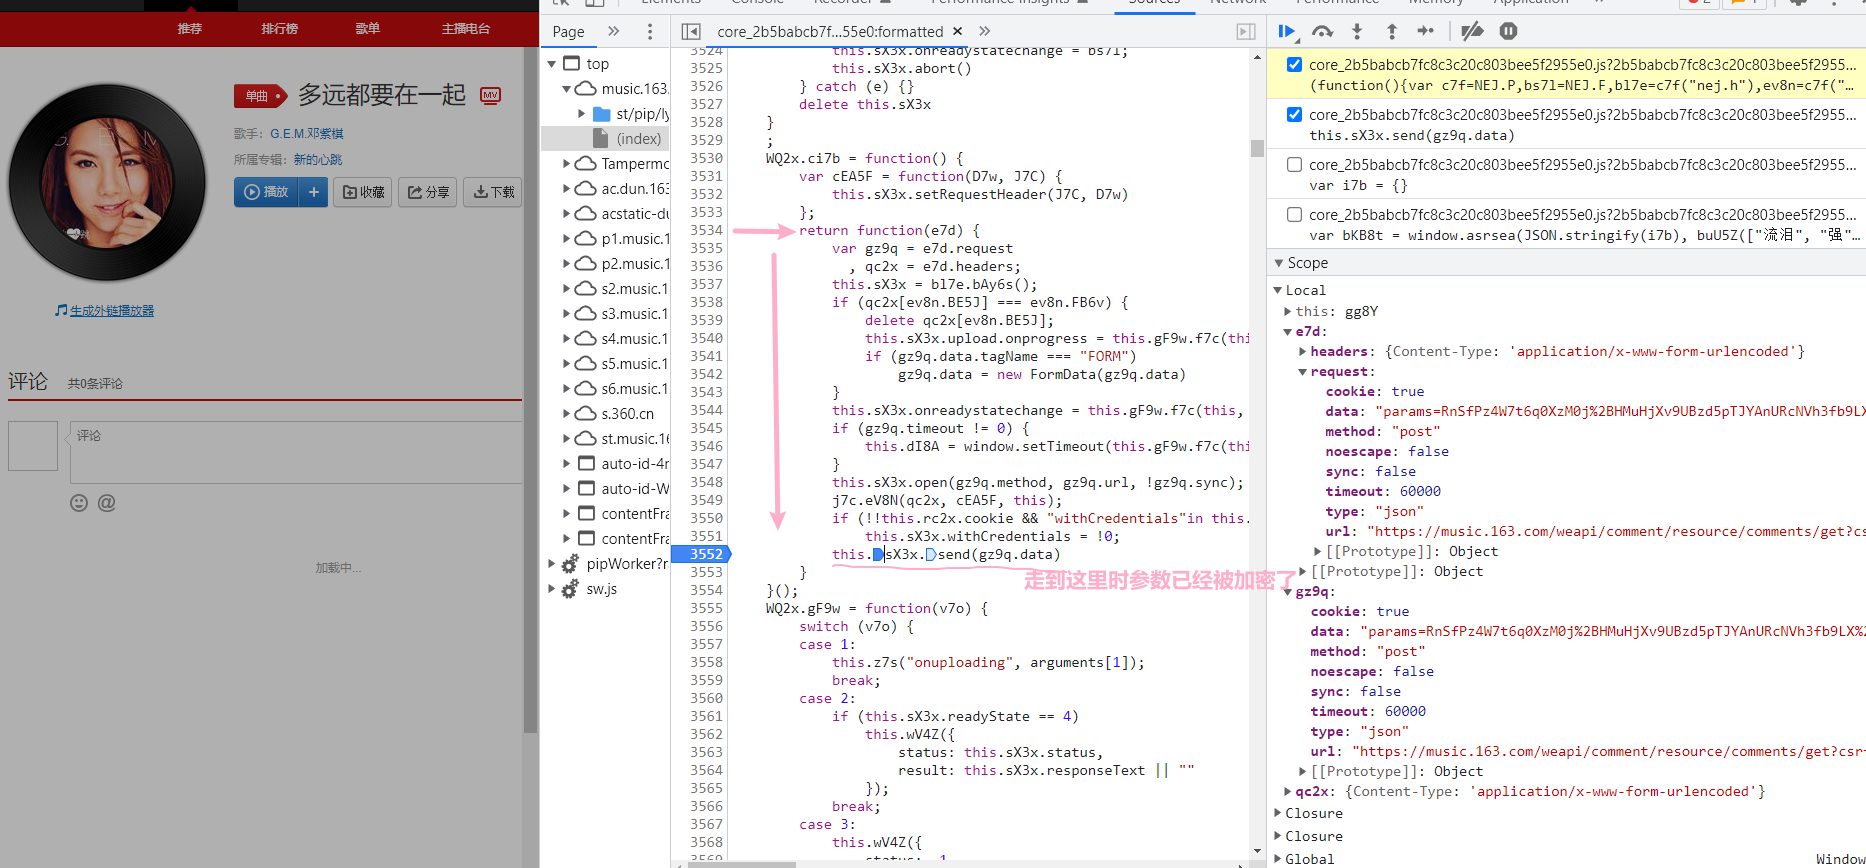 Elements Console Recorder Performance insights Sources Network Performance Memory Application
推荐 排行榜 歌单 主播电台
单曲 多远都要在一起 MV
歌手：G.E.M.邓紫棋
所属专辑：新的心跳
播放 + 收藏 分享 下载
生成外链播放器
评论 共0条评论
评论
加载中...
Page
top
music.163.
st/pip/ly
(index)
Tamperm
ac.dun.163
acstatic-du
p1.music.1
p2.music.1
s2.music.1
s3.music.1
s4.music.1
s5.music.1
s6.music.1
s.360.cn
st.music.16
auto-id-4r
auto-id-W
contentFra
contentFra
pipWorker?r
sw.js
core_2b5babcb7f...55e0:formatted
3524 this.sX3x.onreadystatechange = bs7l;
3525 this.sX3x.abort()
3526 } catch (e) {}
3527 delete this.sX3x
3528 }
3529 ;
3530 WQ2x.ci7b = function() {
3531 var cEA5F = function(D7w, J7C) {
3532 this.sX3x.setRequestHeader(J7C, D7w)
3533 };
3534 return function(e7d) {
3535 var gz9q = e7d.request
3536 , qc2x = e7d.headers;
3537 this.sX3x = bl7e.bAy6s();
3538 if (qc2x[ev8n.BE5J] === ev8n.FB6v) {
3539 delete qc2x[ev8n.BE5J];
3540 this.sX3x.upload.onprogress = this.gF9w.f7c(thi
3541 if (gz9q.data.tagName === "FORM")
3542 gz9q.data = new FormData(gz9q.data)
3543 }
3544 this.sX3x.onreadystatechange = this.gF9w.f7c(this,
3545 if (gz9q.timeout != 0) {
3546 this.dI8A = window.setTimeout(this.gF9w.f7c(thi
3547 }
3548 this.sX3x.open(gz9q.method, gz9q.url, !gz9q.sync);
3549 j7c.eV8N(qc2x, cEA5F, this);
3550 if (!!this.rc2x.cookie && "withCredentials"in this.
3551 this.sX3x.withCredentials = !0;
3552 this.sX3x.send(gz9q.data)
3553 }
3554 }();
3555 WQ2x.gF9w = function(v7o) {
3556 switch (v7o) {
3557 case 1:
3558 this.z7s("onuploading", arguments[1]);
3559 break;
3560 case 2:
3561 if (this.sX3x.readyState == 4)
3562 this.wV4Z({
3563 status: this.sX3x.status,
3564 result: this.sX3x.responseText || ""
3565 });
3566 break;
3567 case 3:
3568 this.wV4Z({
走到这里时参数已经被加密了
core_2b5babcb7fc8c3c20c803bee5f2955e0.js?2b5babcb7fc8c3c20c803bee5f2955...
(function(){var c7f=NEJ.P,bs7l=NEJ.F,bl7e=c7f("nej.h"),ev8n=c7f("...
core_2b5babcb7fc8c3c20c803bee5f2955e0.js?2b5babcb7fc8c3c20c803bee5f2955e...
this.sX3x.send(gz9q.data)
core_2b5babcb7fc8c3c20c803bee5f2955e0.js?2b5babcb7fc8c3c20c803bee5f2955e...
var i7b = {}
core_2b5babcb7fc8c3c20c803bee5f2955e0.js?2b5babcb7fc8c3c20c803bee5f2955e...
var bKB8t = window.asrsea(JSON.stringify(i7b), buU5Z(["流泪", "强"...
Scope
Local
this: gg8Y
e7d:
headers: {Content-Type: 'application/x-www-form-urlencoded'}
request:
cookie: true
data: "params=RnSfPz4W7t6q0XzM0j%2BHMuHjXv9UBzd5pTJYAnURcNVh3fb9LX
method: "post"
noescape: false
sync: false
timeout: 60000
type: "json"
url: "https://music.163.com/weapi/comment/resource/comments/get?cs
[[Prototype]]: Object
[[Prototype]]: Object
gz9q:
cookie: true
data: "params=RnSfPz4W7t6q0XzM0j%2BHMuHjXv9UBzd5pTJYAnURcNVh3fb9LX%2
method: "post"
noescape: false
sync: false
timeout: 60000
type: "json"
url: "https://music.163.com/weapi/comment/resource/comments/get?csr
[[Prototype]]: Object
qc2x: {Content-Type: 'application/x-www-form-urlencoded'}
Closure
Closure
Global Window